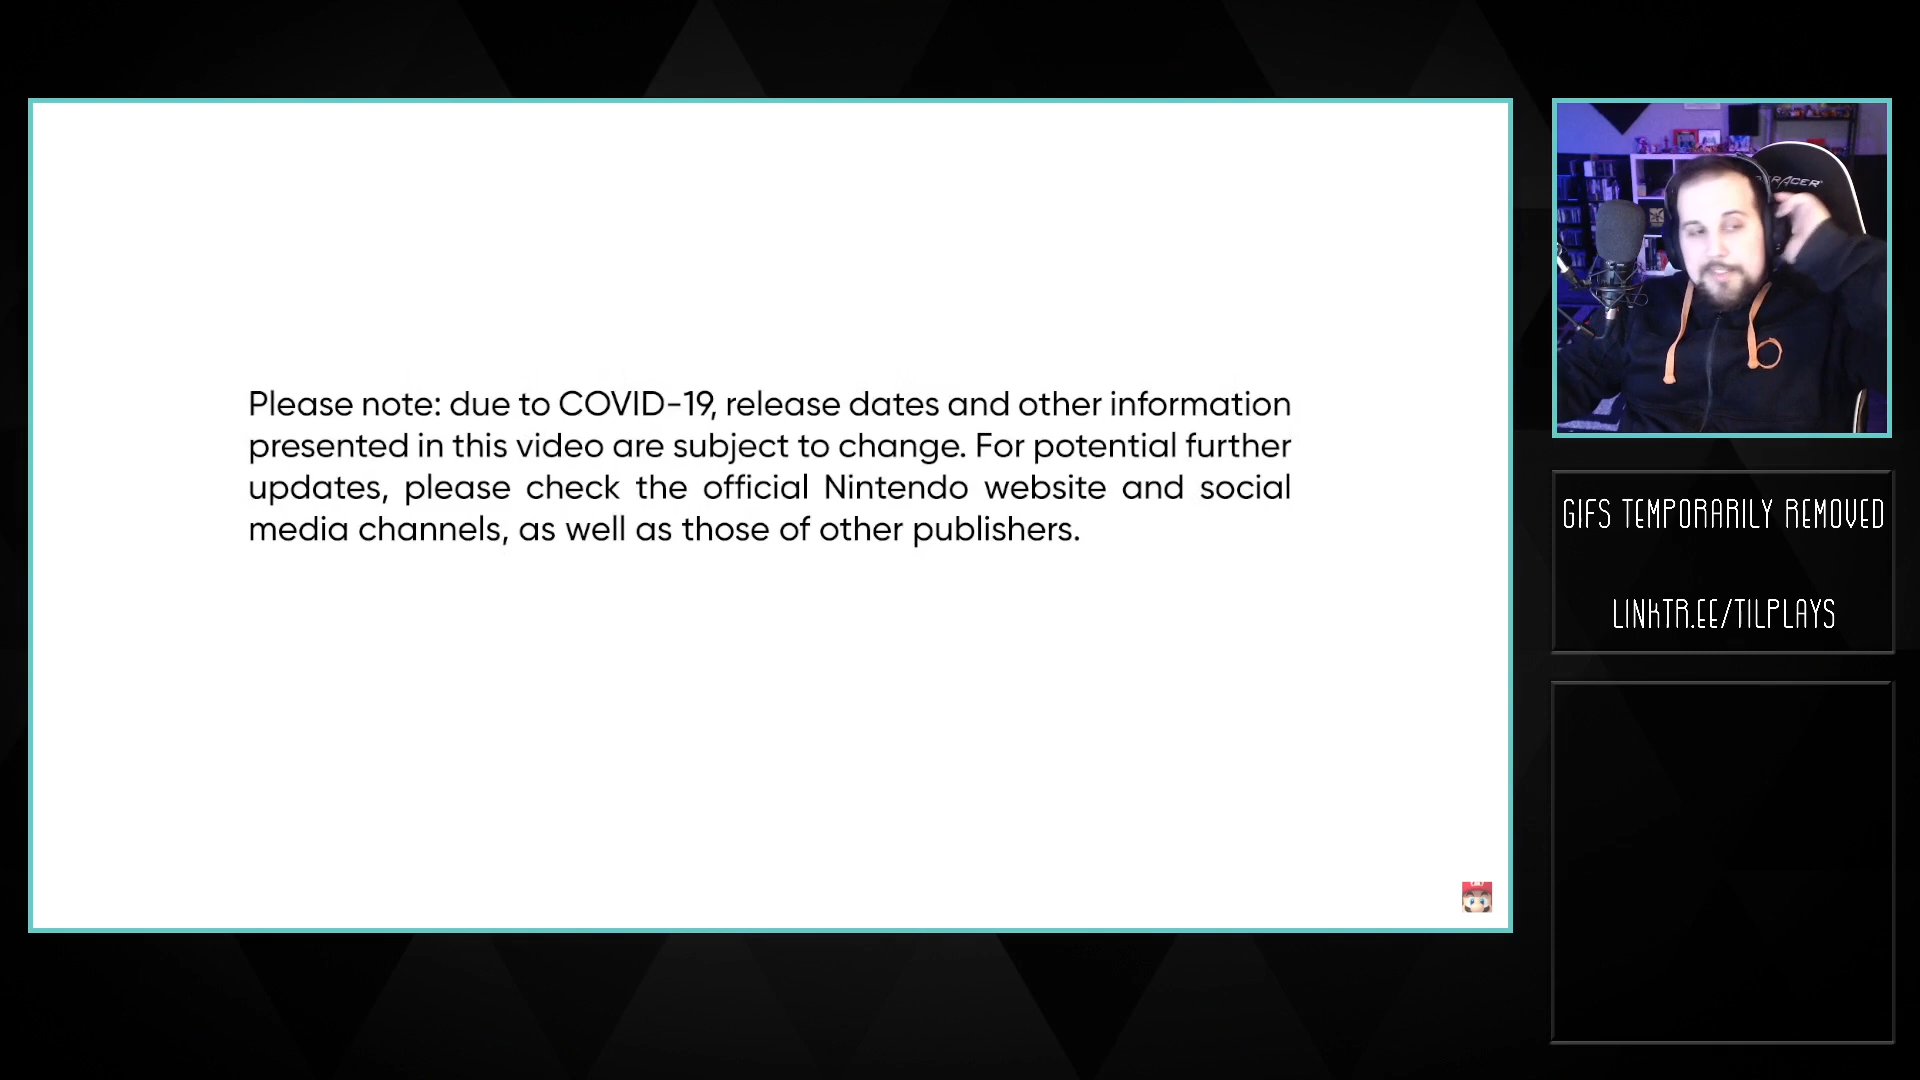 Please note: due to COVID-19, release dates and other information
presented in this video are subject to change. For potential further
updates, please check the official Nintendo website and social
media channels, as well as those of other publishers.
GIFS TEMPORARILY REMOVED
LINKTR.EE/TILPLAYS